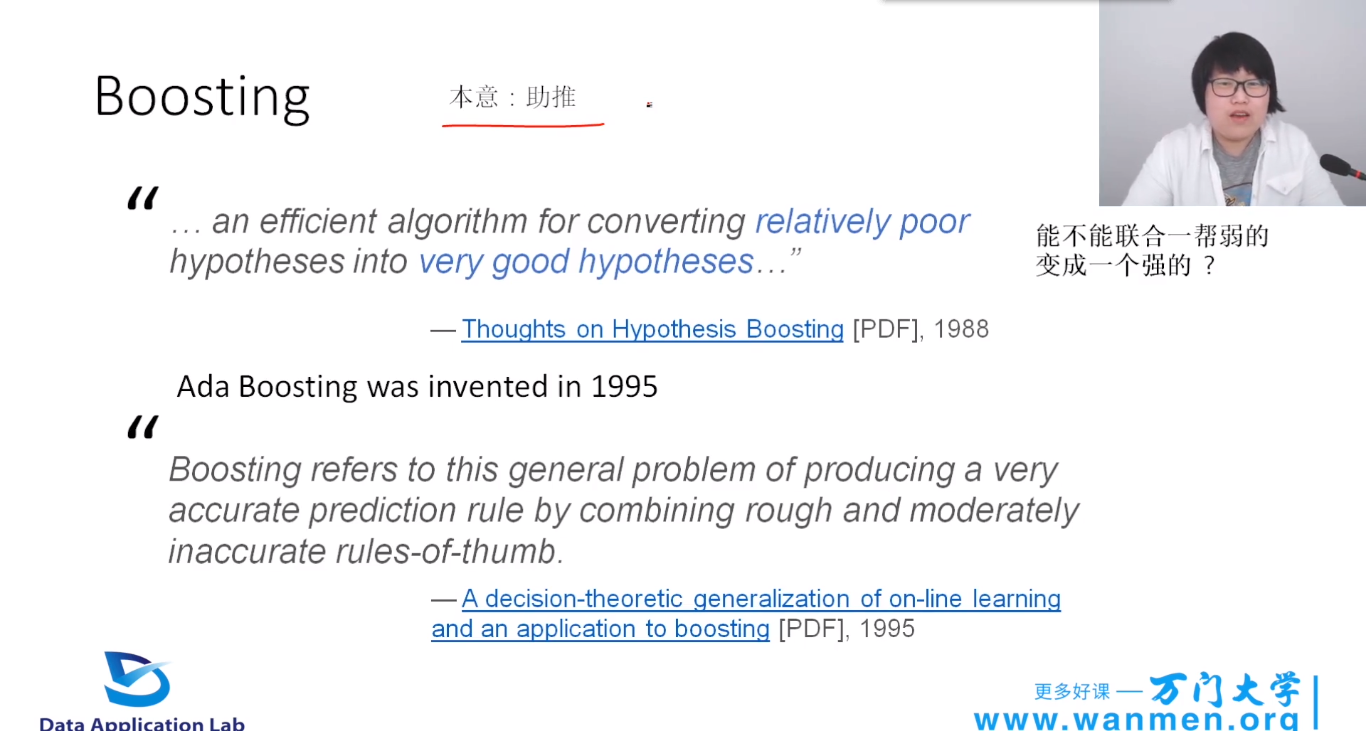 Boosting
本意：助推
“ … an efficient algorithm for converting relatively poor
hypotheses into very good hypotheses…”
能不能联合一帮弱的
变成一个强的 ？
— Thoughts on Hypothesis Boosting [PDF], 1988
Ada Boosting was invented in 1995
“
Boosting refers to this general problem of producing a very
accurate prediction rule by combining rough and moderately
inaccurate rules-of-thumb.
— A decision-theoretic generalization of on-line learning
and an application to boosting [PDF], 1995
Data Application Lab
更多好课 — 万门大学
www.wanmen.org